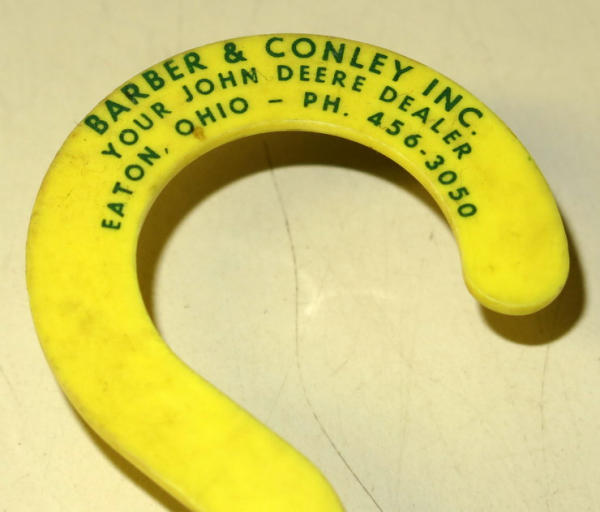 BARBER & CONLEY INC.
YOUR JOHN DEERE DEALER
EATON, OHIO - PH. 456-3050